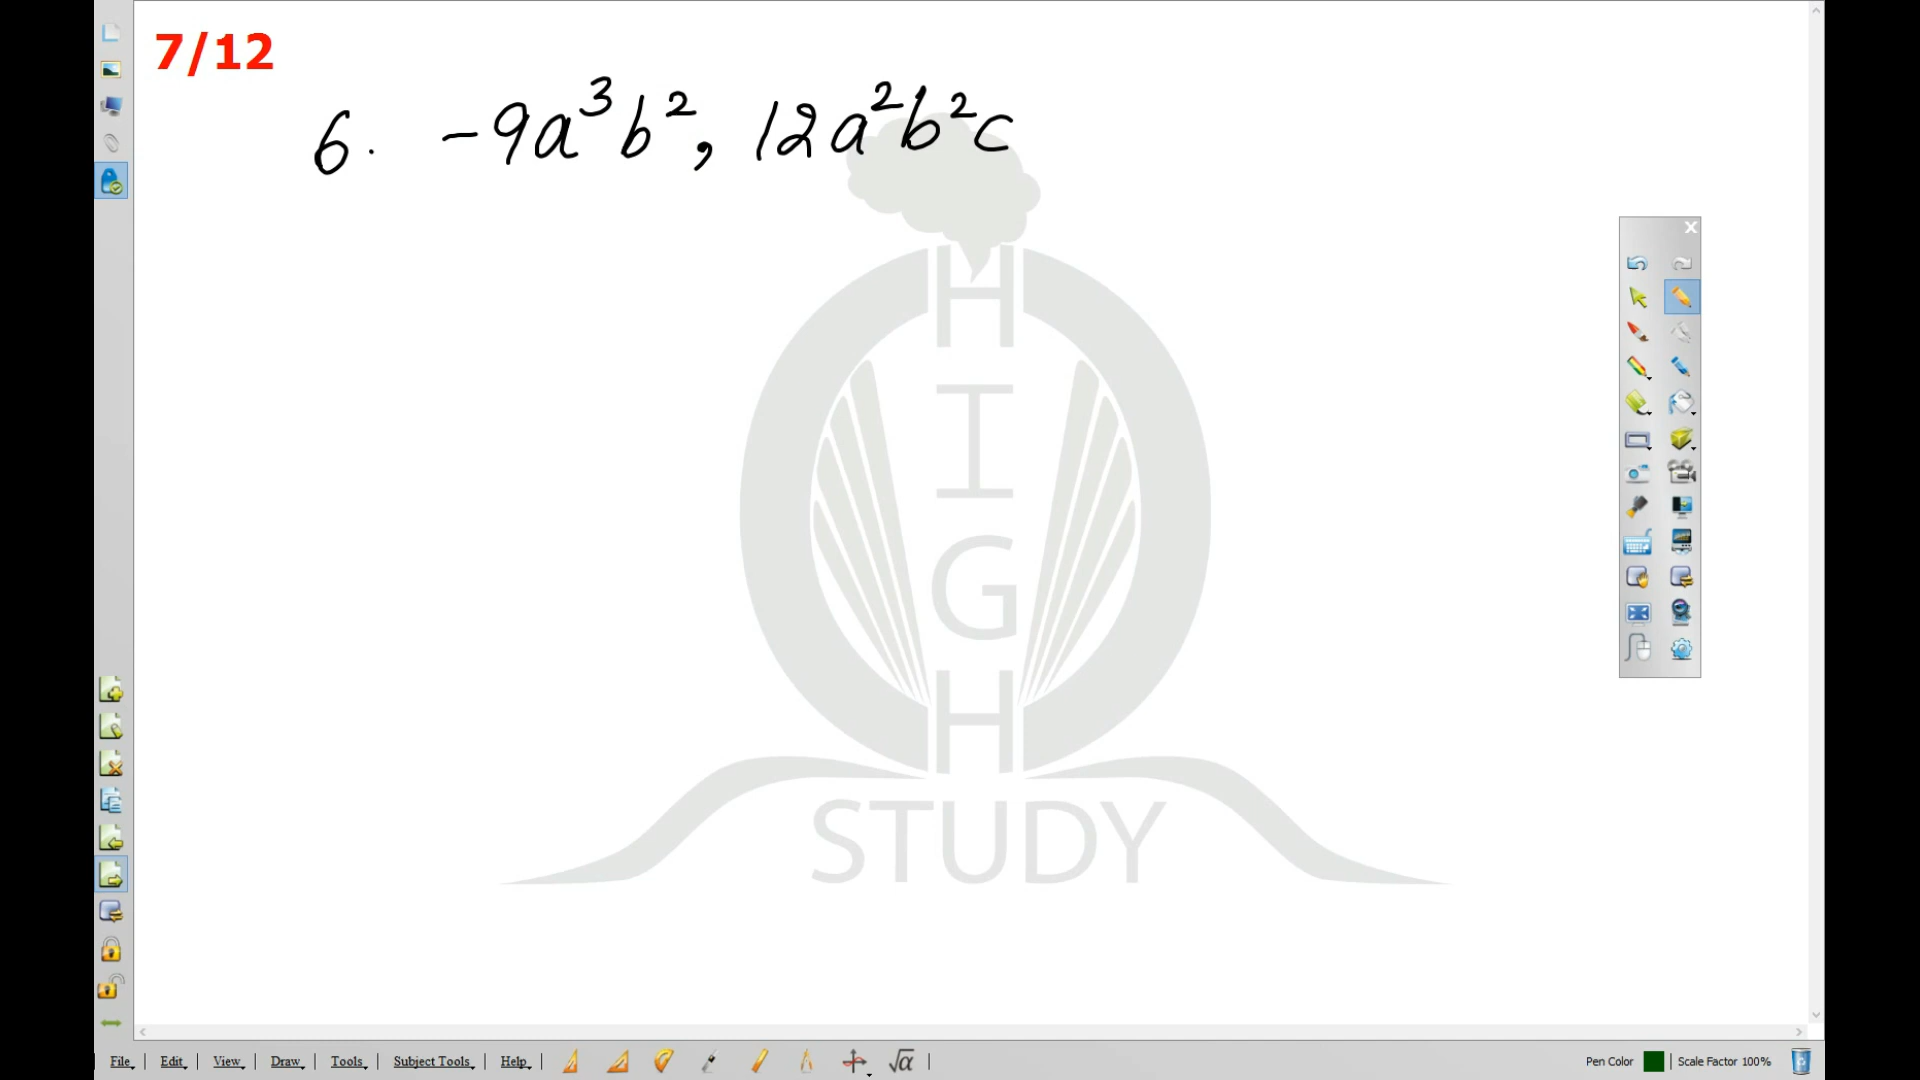 7/12
6. -9a³b², 12a²b²c
HIGH
STUDY
File Edit View Draw Tools Subject Tools Help √α Pen Color Scale Factor 100%